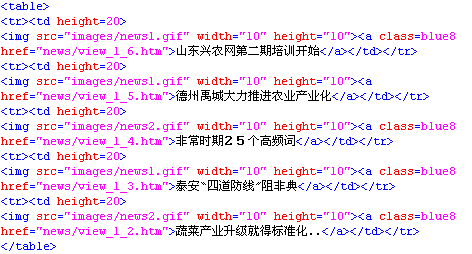 <table>
<tr><td height=20>
<img src="images/news1.gif" width="10" height="10"><a class=blue8
href="news/view_1_6.htm">山东兴农网第二期培训开始</a></td></tr>
<tr><td height=20>
<img src="images/news1.gif" width="10" height="10"><a
href="news/view_1_5.htm">德州禹城大力推进农业产业化</a></td></tr>
<tr><td height=20>
<img src="images/news2.gif" width="10" height="10"><a class=blue8
href="news/view_1_4.htm">非常时期２５个高频词</a></td></tr>
<tr><td height=20>
<img src="images/news1.gif" width="10" height="10"><a class=blue8
href="news/view_1_3.htm">泰安“四道防线”阻非典</a></td></tr>
<tr><td height=20>
<img src="images/news2.gif" width="10" height="10"><a class=blue8
href="news/view_1_2.htm">蔬菜产业升级就得标准化..</a></td></tr>
</table>